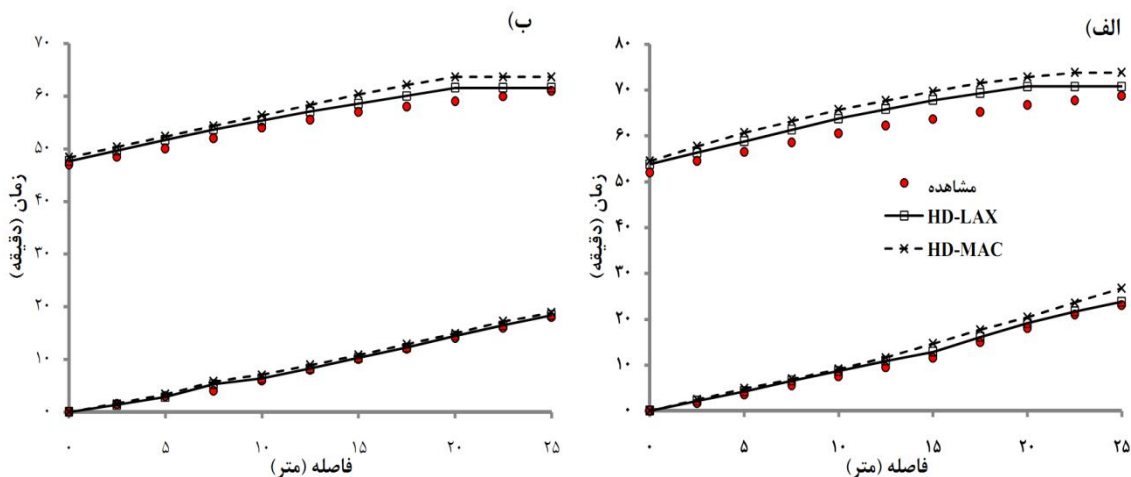 الف)
زمان (دقیقه)
۸۰
۷۰
۶۰
۵۰
۴۰
۳۰
۲۰
۱۰
۰
مشاهده
HD-LAX
HD-MAC
۰ ۵ ۱۰ ۱۵ ۲۰ ۲۵
فاصله (متر)
ب)
زمان (دقیقه)
۷۰
۶۰
۵۰
۴۰
۳۰
۲۰
۱۰
۰
۰ ۵ ۱۰ ۱۵ ۲۰ ۲۵
فاصله (متر)